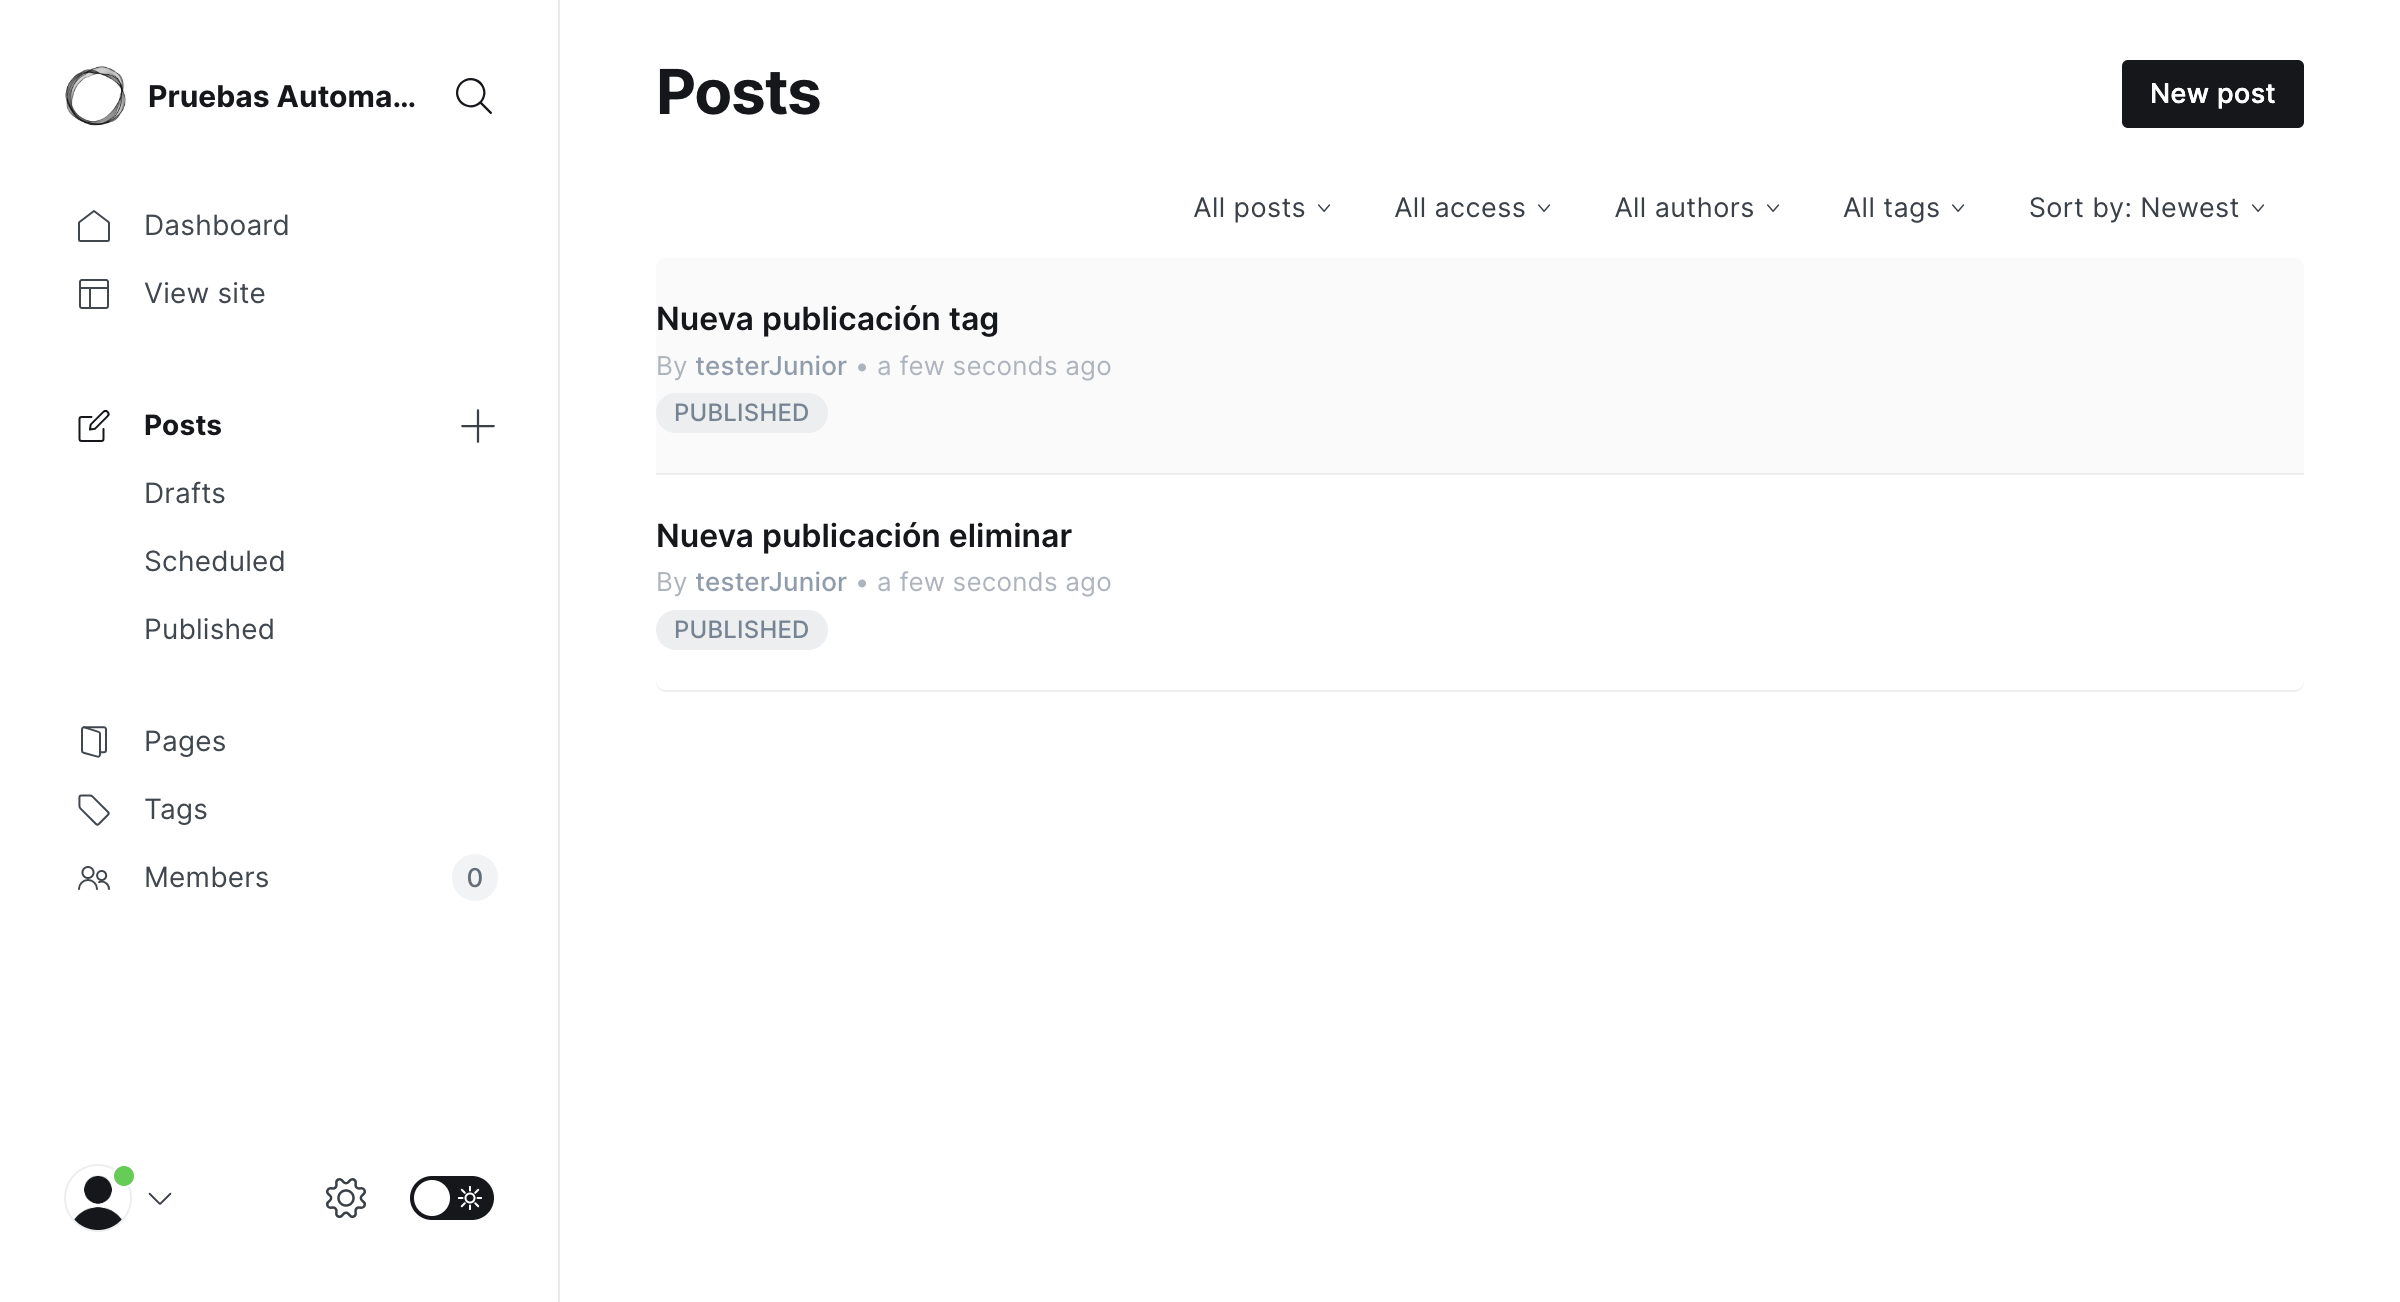 Pruebas Automa...
Dashboard
View site
Posts
Drafts
Scheduled
Published
Pages
Tags
Members 0
Posts
New post
All posts All access All authors All tags Sort by: Newest
Nueva publicación tag
By testerJunior • a few seconds ago
PUBLISHED
Nueva publicación eliminar
By testerJunior • a few seconds ago
PUBLISHED